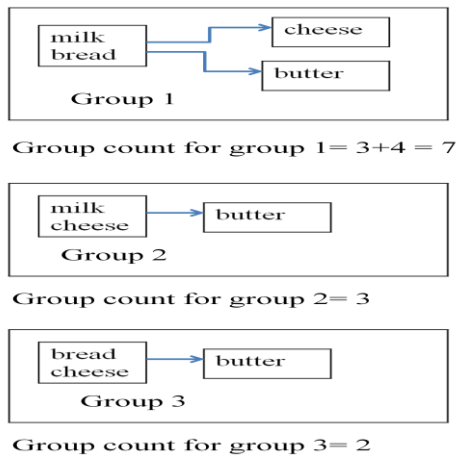 milk
bread
cheese
butter
Group 1
Group count for group 1= 3+4 = 7
milk
cheese
butter
Group 2
Group count for group 2= 3
bread
cheese
butter
Group 3
Group count for group 3= 2